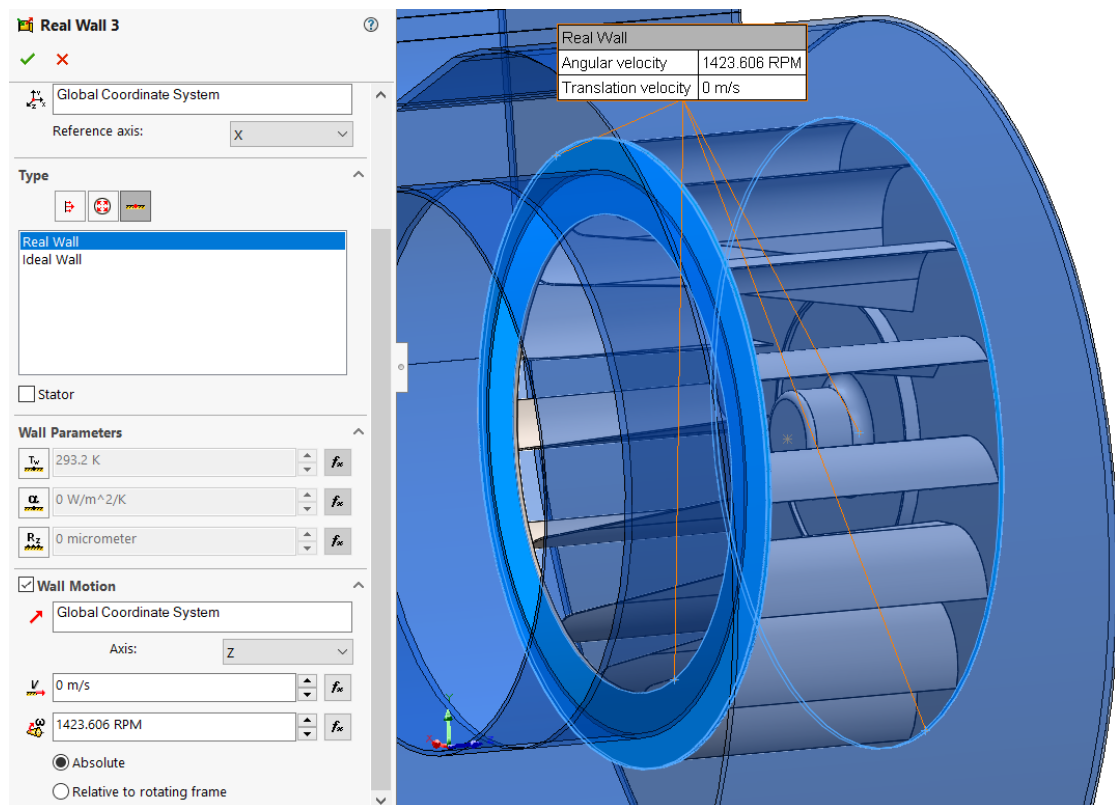 Real Wall 3
Global Coordinate System
Reference axis: X
Type
Real Wall
Ideal Wall
Stator
Wall Parameters
293.2 K
0 W/m^2/K
0 micrometer
Wall Motion
Global Coordinate System
Axis: Z
0 m/s
1423.606 RPM
Absolute
Relative to rotating frame
Real Wall
Angular velocity 1423.606 RPM
Translation velocity 0 m/s